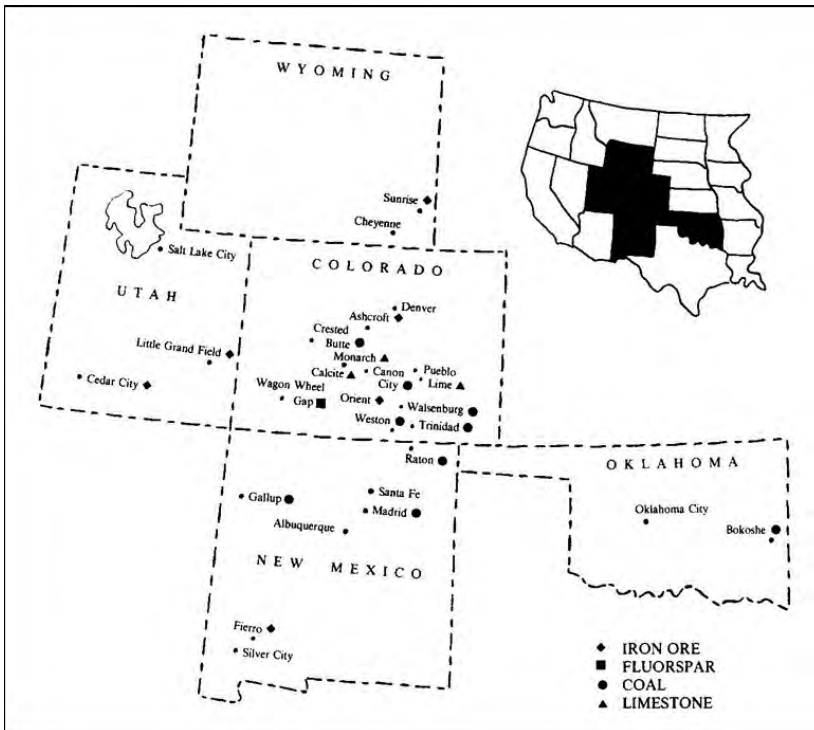 WYOMING
Sunrise
Cheyenne
Salt Lake City
UTAH
Little Grand Field
Cedar City
COLORADO
Denver
Ashcroft
Crested
Butte
Monarch
Calcite
Canon
City
Pueblo
Lime
Wagon Wheel
Gap
Orient
Walsenburg
Weston
Trinidad
Raton
OKLAHOMA
Oklahoma City
Bokoshe
Gallup
Santa Fe
Madrid
Albuquerque
NEW MEXICO
Fierro
Silver City
IRON ORE
FLUORSPAR
COAL
LIMESTONE